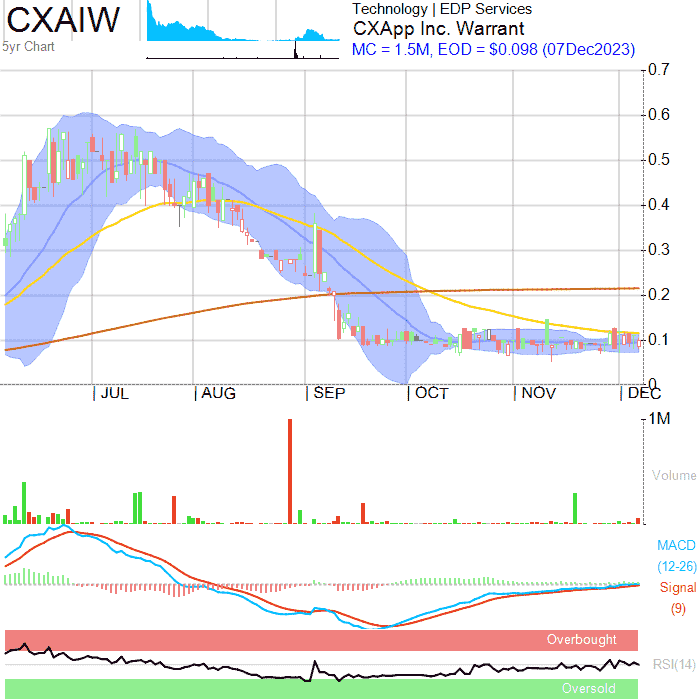 CXAIW
5yr Chart
Technology | EDP Services
CXApp Inc. Warrant
MC = 1.5M, EOD = $0.098 (07Dec2023)
0.7
0.6
0.5
0.4
0.3
0.2
0.1
0
JUL AUG SEP OCT NOV DEC
1M
Volume
MACD
(12-26)
Signal
(9)
Overbought
RSI(14)
Oversold